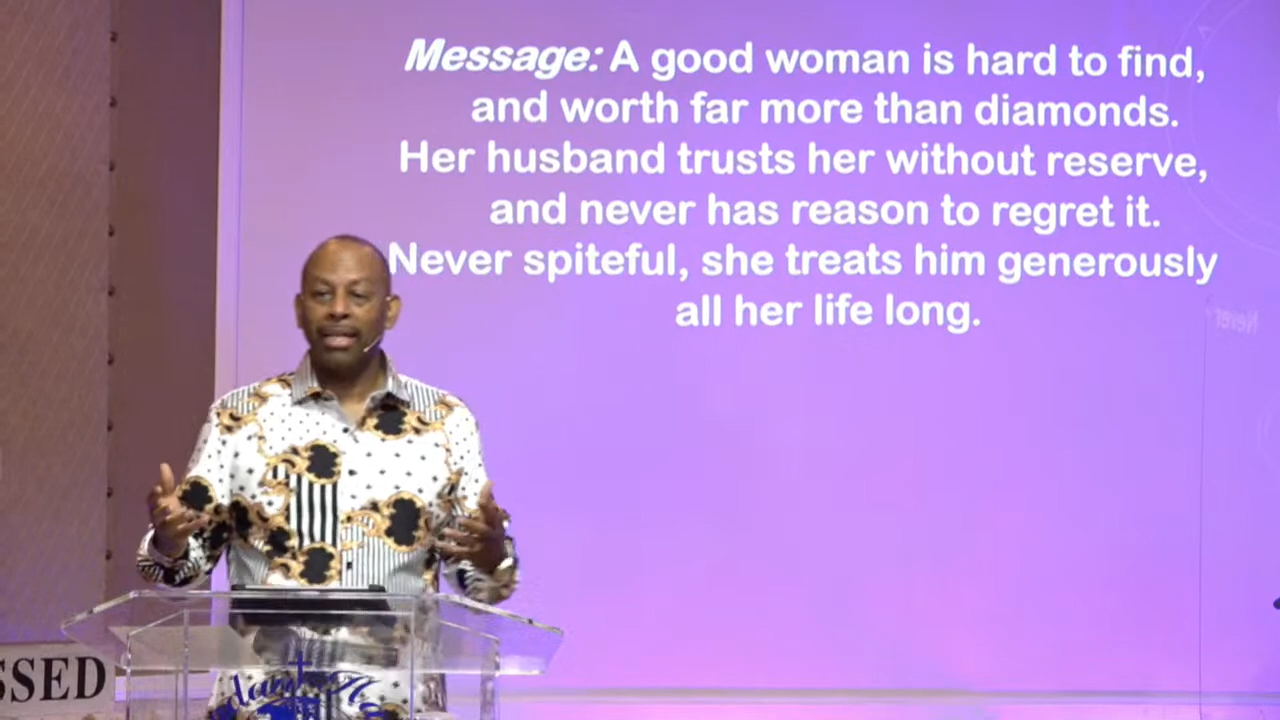 Message: A good woman is hard to find,
and worth far more than diamonds.
Her husband trusts her without reserve,
and never has reason to regret it.
Never spiteful, she treats him generously
all her life long.
Never
SSED